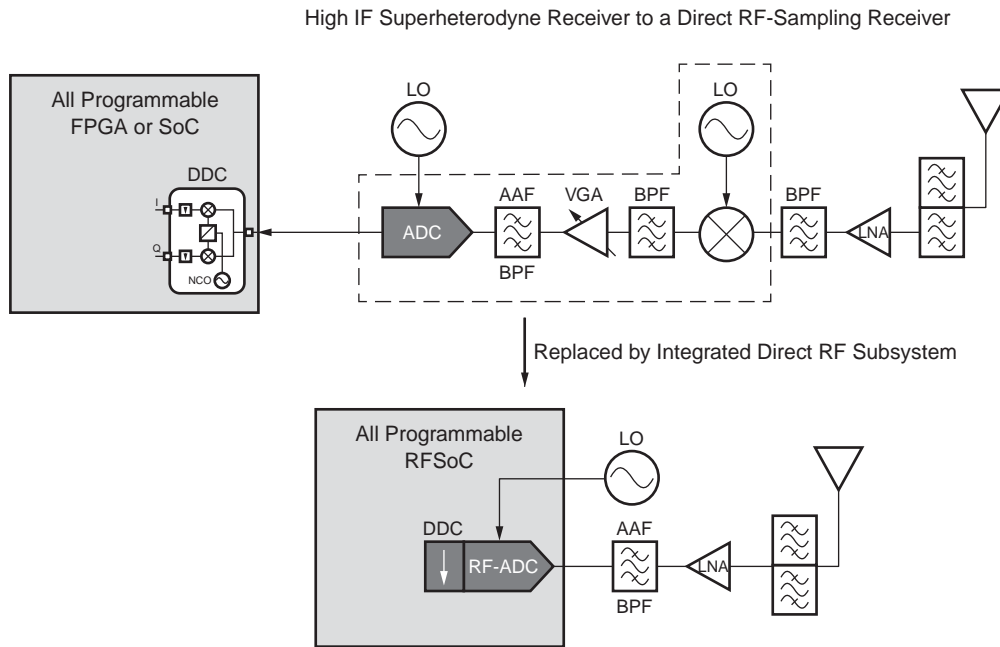 High IF Superheterodyne Receiver to a Direct RF-Sampling Receiver
All Programmable
FPGA or SoC
DDC
I
Q
NCO
LO
LO
ADC
AAF
BPF
VGA
BPF
BPF
LNA
Replaced by Integrated Direct RF Subsystem
All Programmable
RFSoC
LO
DDC
RF-ADC
AAF
BPF
LNA